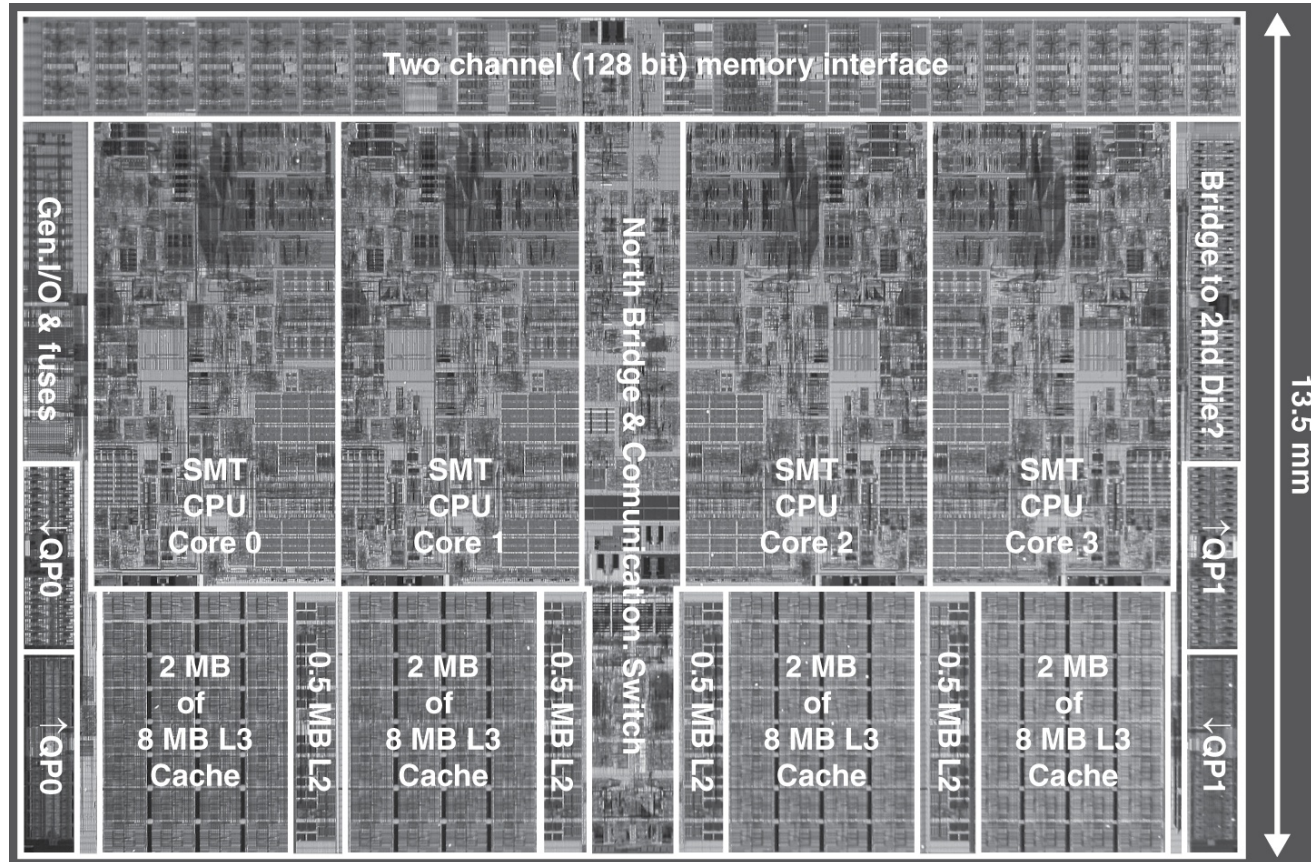 Two channel (128 bit) memory interface
Gen.I/O & fuses
North Bridge & Comunication. Switch
Bridge to 2nd Die?
13.5 mm
SMT
CPU
Core 0
SMT
CPU
Core 1
SMT
CPU
Core 2
SMT
CPU
Core 3
↓QP0
↑QP0
↑QP1
↓QP1
2 MB
of
8 MB L3
Cache
0.5 MB L2
2 MB
of
8 MB L3
Cache
0.5 MB L2
0.5 MB L2
2 MB
of
8 MB L3
Cache
0.5 MB L2
2 MB
of
8 MB L3
Cache